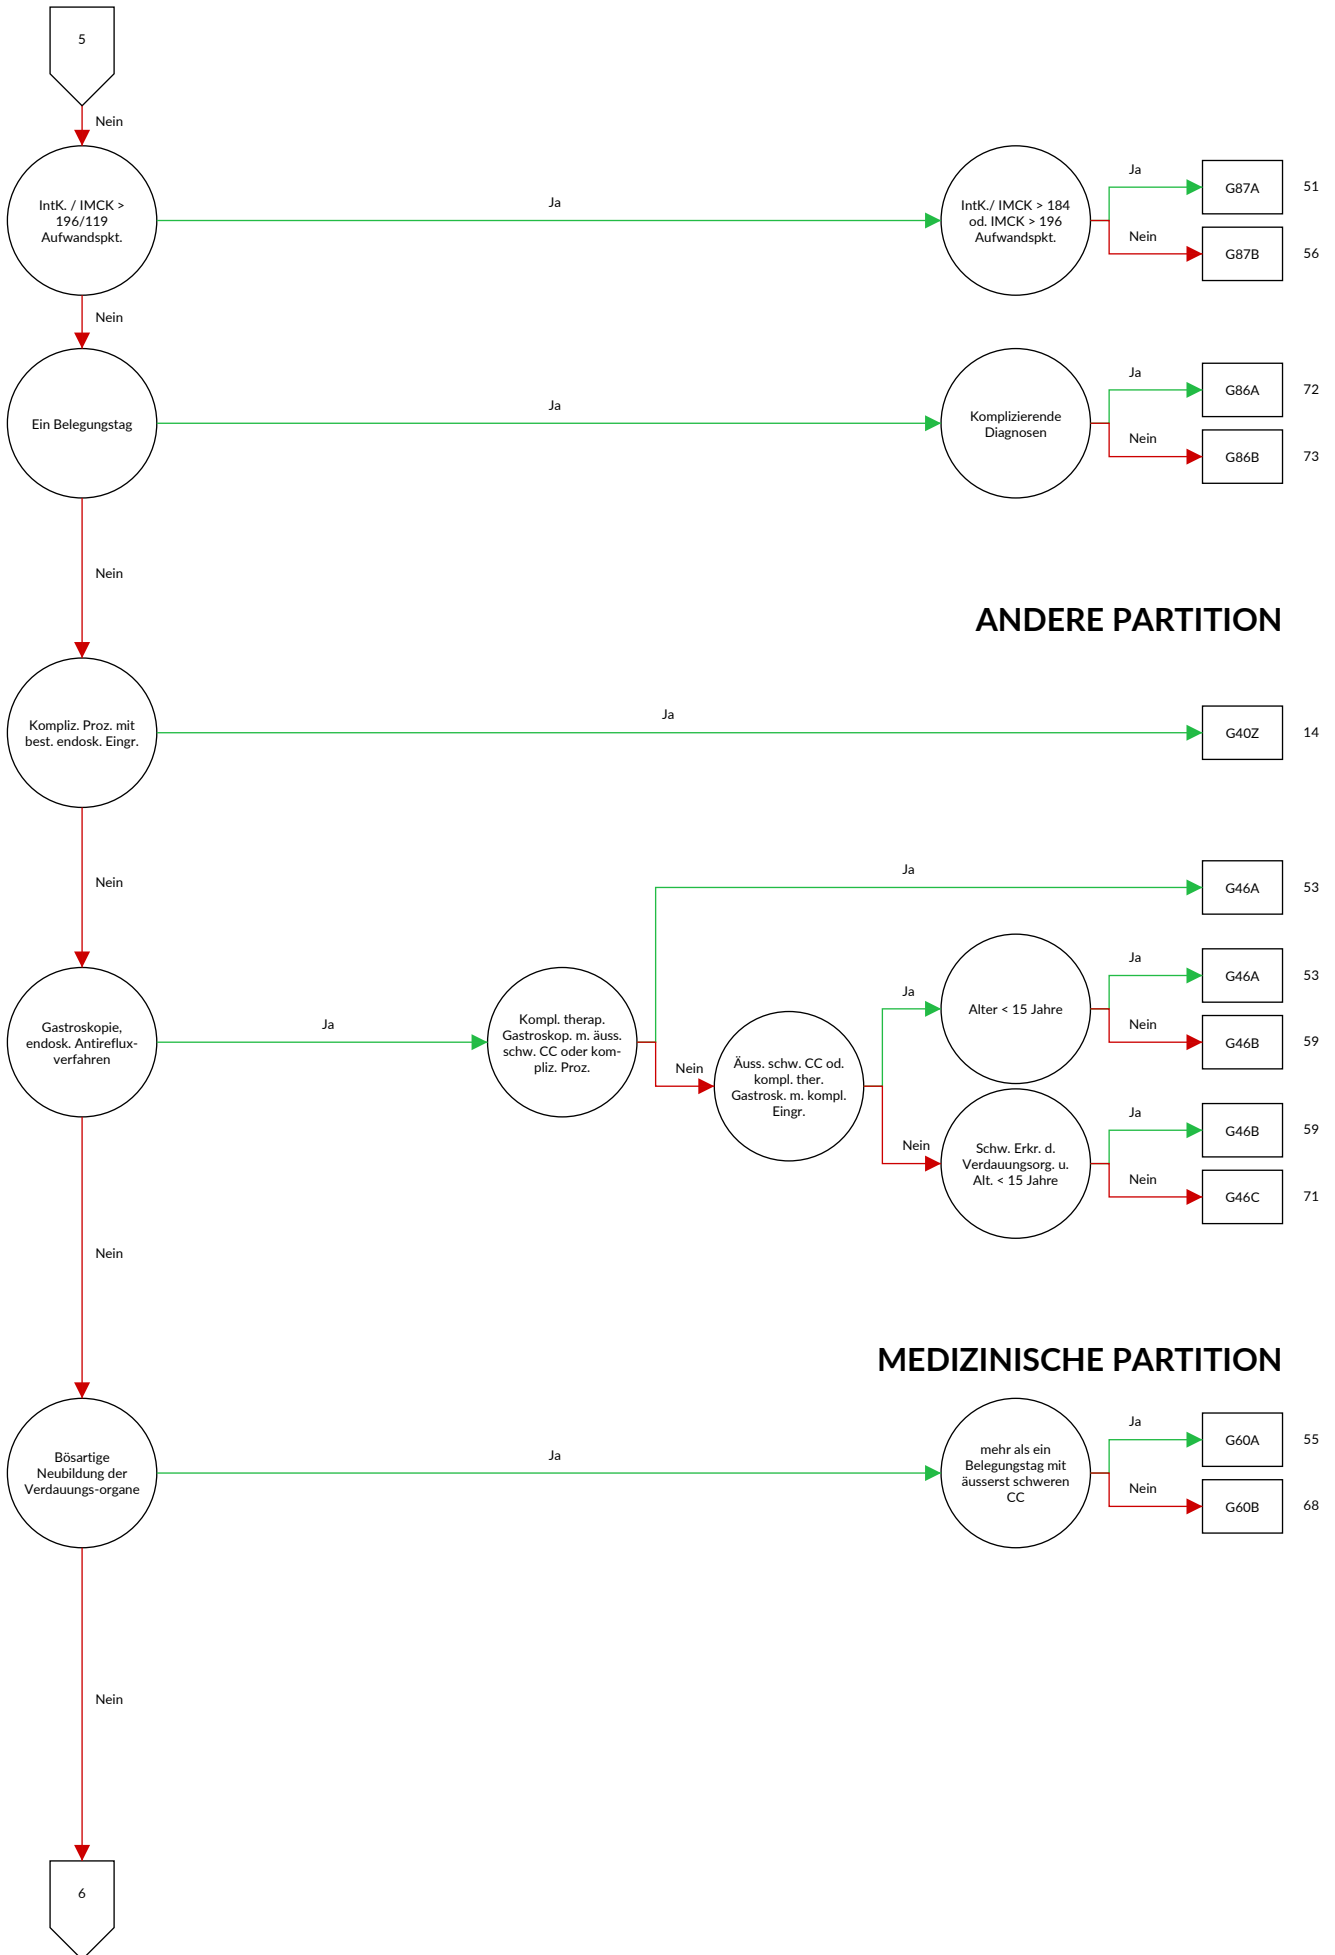 5
Nein
IntK. / IMCK >
196/119
Aufwandspkt.
Ja
IntK./ IMCK > 184
od. IMCK > 196
Aufwandspkt.
Ja
G87A
51
Nein
G87B
56
Nein
Ein Belegungstag
Ja
Komplizierende
Diagnosen
Ja
G86A
72
Nein
G86B
73
Nein
ANDERE PARTITION
Kompliz. Proz. mit
best. endosk. Eingr.
Ja
G40Z
14
Nein
Ja
G46A
53
Gastroskopie,
endosk. Antireflux-
verfahren
Ja
Kompl. therap.
Gastroskop. m. äuss.
schw. CC oder kom-
pliz. Proz.
Nein
Äuss. schw. CC od.
kompl. ther.
Gastrosk. m. kompl.
Eingr.
Ja
Alter < 15 Jahre
Ja
G46A
53
Nein
G46B
59
Nein
Schw. Erkr. d.
Verdauungsorg. u.
Alt. < 15 Jahre
Ja
G46B
59
Nein
G46C
71
Nein
MEDIZINISCHE PARTITION
Bösartige
Neubildung der
Verdauungs-organe
Ja
mehr als ein
Belegungstag mit
äusserst schweren
CC
Ja
G60A
55
Nein
G60B
68
Nein
6